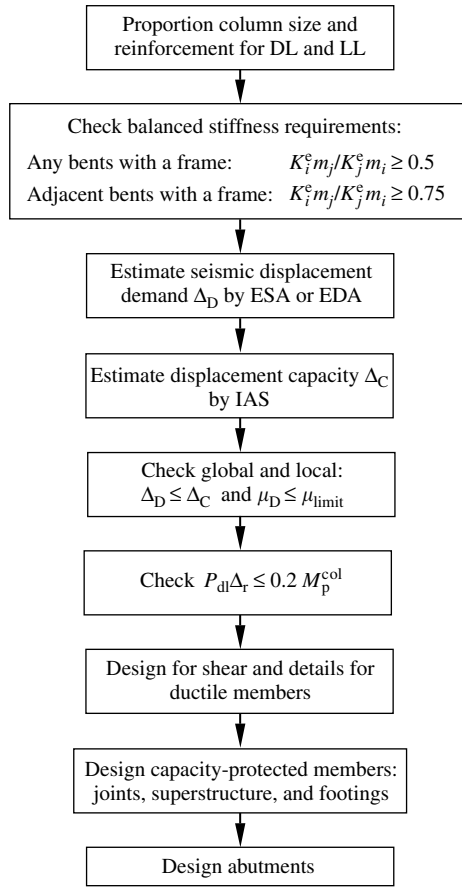 Proportion column size and
reinforcement for DL and LL
Check balanced stiffness requirements:
Any bents with a frame: K_i^e m_j/K_j^e m_i ≥ 0.5
Adjacent bents with a frame: K_i^e m_j/K_j^e m_i ≥ 0.75
Estimate seismic displacement
demand Δ_D by ESA or EDA
Estimate displacement capacity Δ_C
by IAS
Check global and local:
Δ_D ≤ Δ_C and μ_D ≤ μ_limit
Check P_dl Δ_r ≤ 0.2 M_p^col
Design for shear and details for
ductile members
Design capacity-protected members:
joints, superstructure, and footings
Design abutments